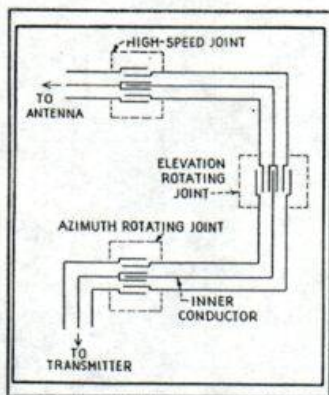 HIGH-SPEED JOINT
TO
ANTENNA
ELEVATION
ROTATING
JOINT
AZIMUTH ROTATING JOINT
INNER
CONDUCTOR
TO
TRANSMITTER